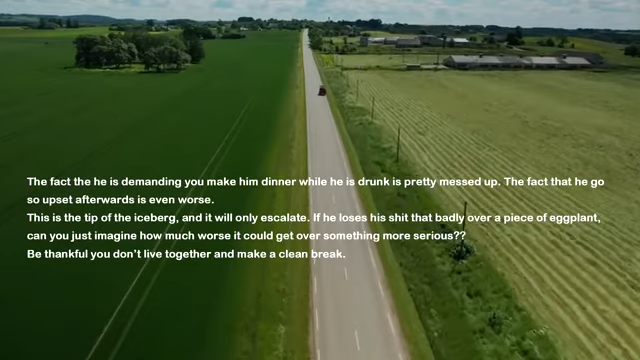 The fact the he is demanding you make him dinner while he is drunk is pretty messed up. The fact that he go
so upset afterwards is even worse.
This is the tip of the iceberg, and it will only escalate. If he loses his shit that badly over a piece of eggplant,
can you just imagine how much worse it could get over something more serious??
Be thankful you don't live together and make a clean break.